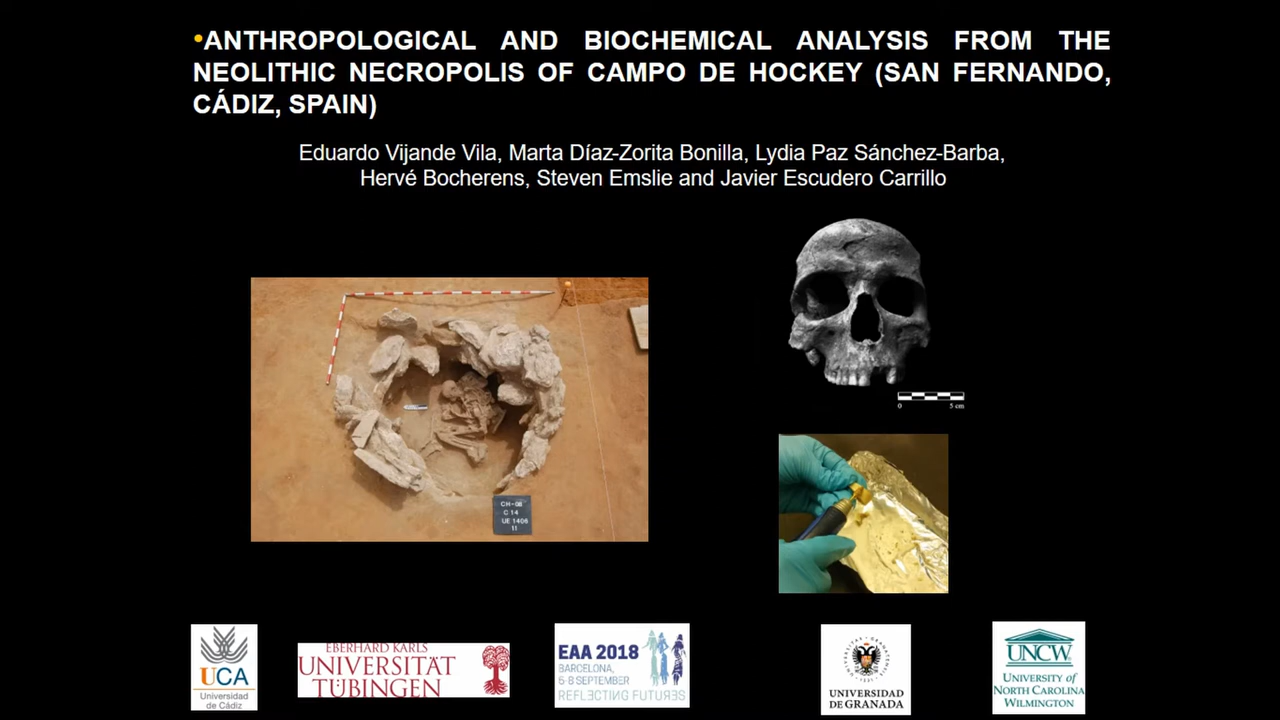 •ANTHROPOLOGICAL AND BIOCHEMICAL ANALYSIS FROM THE
NEOLITHIC NECROPOLIS OF CAMPO DE HOCKEY (SAN FERNANDO,
CÁDIZ, SPAIN)
Eduardo Vijande Vila, Marta Díaz-Zorita Bonilla, Lydia Paz Sánchez-Barba,
Hervé Bocherens, Steven Emslie and Javier Escudero Carrillo
0 5 cm
CH-08
C 14
UE 1406
11
UCA
Universidad
de Cádiz
EBERHARD KARLS
UNIVERSITÄT
TÜBINGEN
EAA 2018
BARCELONA,
5-8 SEPTEMBER
REFLECTING FUTURES
UNIVERSIDAD
DE GRANADA
UNCW
UNIVERSITY of
NORTH CAROLINA
WILMINGTON